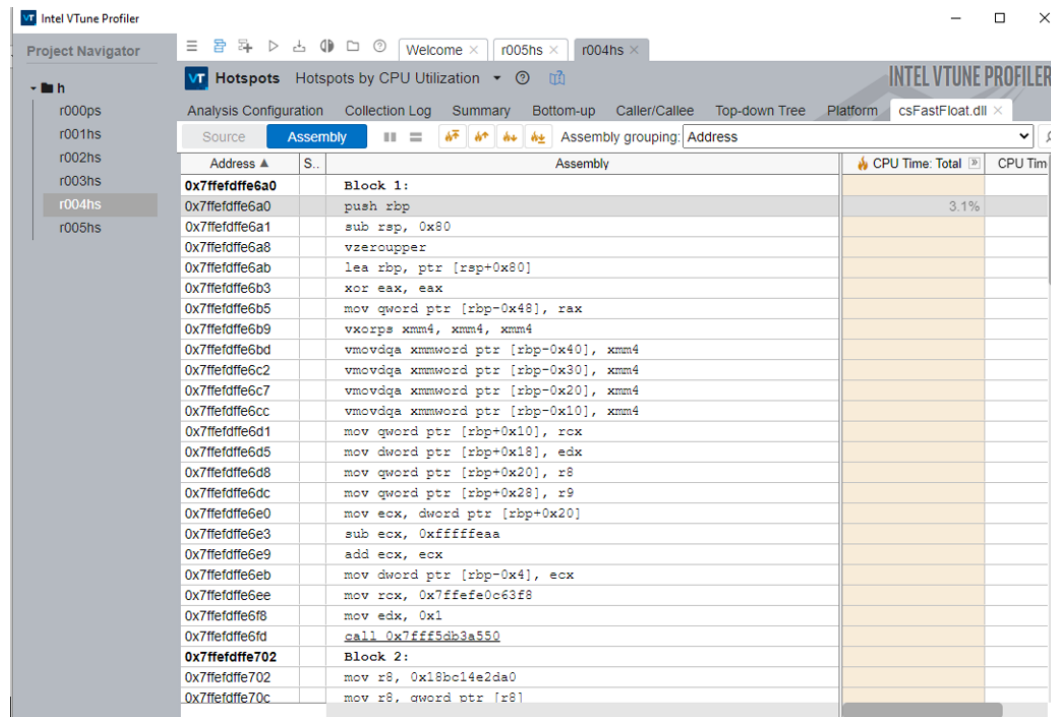 Intel VTune Profiler
Project Navigator
Welcome × r005hs × r004hs ×
h
r000ps
r001hs
r002hs
r003hs
r004hs
r005hs
VT Hotspots Hotspots by CPU Utilization
INTEL VTUNE PROFILER
Analysis Configuration Collection Log Summary Bottom-up Caller/Callee Top-down Tree Platform csFastFloat.dll ×
Source Assembly Assembly grouping: Address
Address ▲ S.. Assembly CPU Time: Total CPU Tim
0x7ffefdffe6a0 Block 1:
0x7ffefdffe6a0 push rbp 3.1%
0x7ffefdffe6a1 sub rsp, 0x80
0x7ffefdffe6a8 vzeroupper
0x7ffefdffe6ab lea rbp, ptr [rsp+0x80]
0x7ffefdffe6b3 xor eax, eax
0x7ffefdffe6b5 mov qword ptr [rbp-0x48], rax
0x7ffefdffe6b9 vxorps xmm4, xmm4, xmm4
0x7ffefdffe6bd vmovdqa xmmword ptr [rbp-0x40], xmm4
0x7ffefdffe6c2 vmovdqa xmmword ptr [rbp-0x30], xmm4
0x7ffefdffe6c7 vmovdqa xmmword ptr [rbp-0x20], xmm4
0x7ffefdffe6cc vmovdqa xmmword ptr [rbp-0x10], xmm4
0x7ffefdffe6d1 mov qword ptr [rbp+0x10], rcx
0x7ffefdffe6d5 mov dword ptr [rbp+0x18], edx
0x7ffefdffe6d8 mov qword ptr [rbp+0x20], r8
0x7ffefdffe6dc mov qword ptr [rbp+0x28], r9
0x7ffefdffe6e0 mov ecx, dword ptr [rbp+0x20]
0x7ffefdffe6e3 sub ecx, 0xfffffeaa
0x7ffefdffe6e9 add ecx, ecx
0x7ffefdffe6eb mov dword ptr [rbp-0x4], ecx
0x7ffefdffe6ee mov rcx, 0x7ffefe0c63f8
0x7ffefdffe6f8 mov edx, 0x1
0x7ffefdffe6fd call 0x7fff5db3a550
0x7ffefdffe702 Block 2:
0x7ffefdffe702 mov r8, 0x18bc14e2da0
0x7ffefdffe70c mov r8, qword ptr [r8]